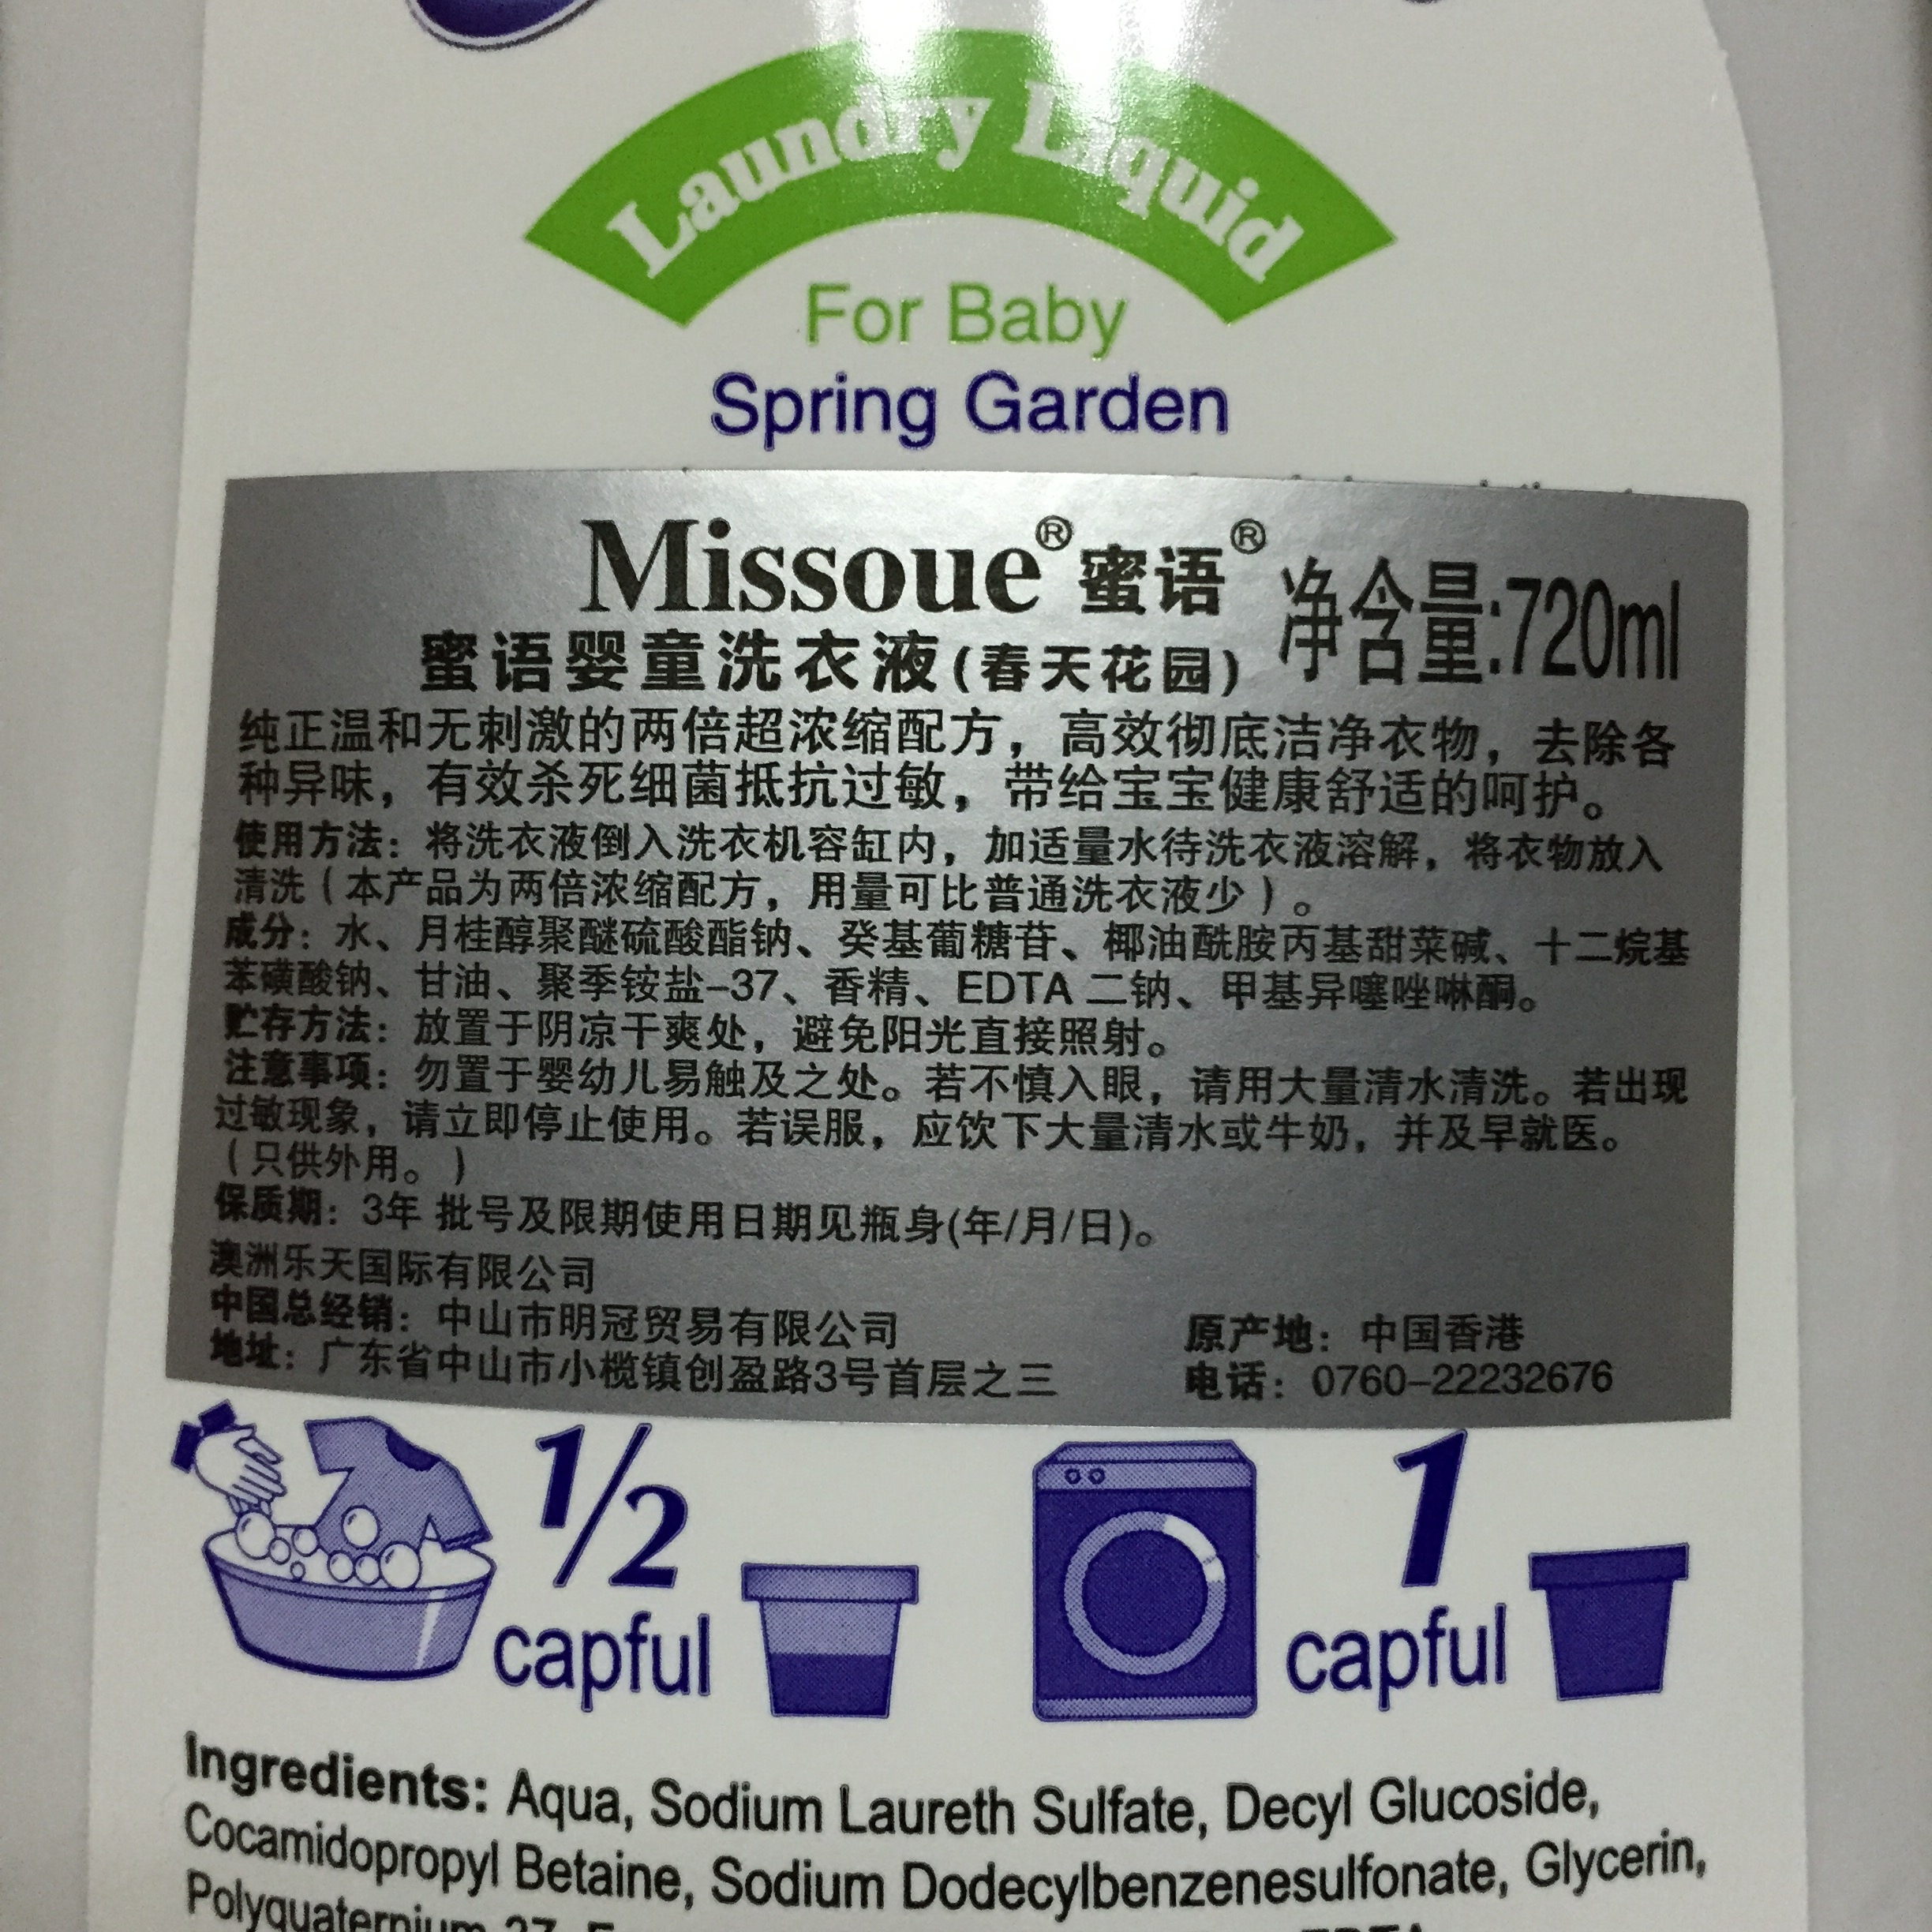 Laundry Liquid
For Baby
Spring Garden
Missoue® 蜜语® 净含量:720ml
蜜语婴童洗衣液(春天花园)
纯正温和无刺激的两倍超浓缩配方，高效彻底洁净衣物，去除各
种异味，有效杀死细菌抵抗过敏，带给宝宝健康舒适的呵护。
使用方法：将洗衣液倒入洗衣机容缸内，加适量水待洗衣液溶解，将衣物放入
清洗（本产品为两倍浓缩配方，用量可比普通洗衣液少）。
成分：水、月桂醇聚醚硫酸酯钠、癸基葡糖苷、椰油酰胺丙基甜菜碱、十二烷基
苯磺酸钠、甘油、聚季铵盐-37、香精、EDTA 二钠、甲基异噻唑啉酮。
贮存方法：放置于阴凉干爽处，避免阳光直接照射。
注意事项：勿置于婴幼儿易触及之处。若不慎入眼，请用大量清水清洗。若出现
过敏现象，请立即停止使用。若误服，应饮下大量清水或牛奶，并及早就医。
（只供外用。）
保质期：3年 批号及限期使用日期见瓶身(年/月/日)。
澳洲乐天国际有限公司
中国总经销：中山市明冠贸易有限公司 原产地：中国香港
地址：广东省中山市小榄镇创盈路3号首层之三 电话：0760-22232676
1/2 capful
1 capful
Ingredients: Aqua, Sodium Laureth Sulfate, Decyl Glucoside,
Cocamidopropyl Betaine, Sodium Dodecylbenzenesulfonate, Glycerin,
Polyquaternium